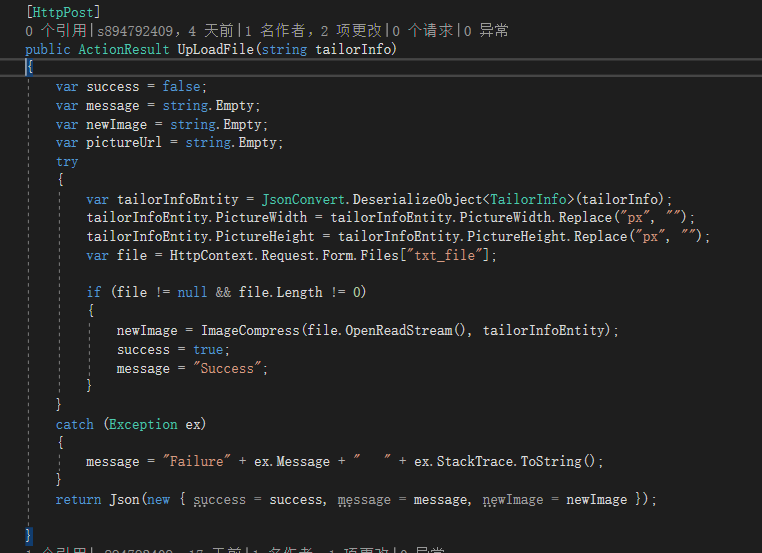 [HttpPost]
0 个引用|s894792409, 4 天前|1 名作者, 2 项更改|0 个请求|0 异常
public ActionResult UpLoadFile(string tailorInfo)
{
var success = false;
var message = string.Empty;
var newImage = string.Empty;
var pictureUrl = string.Empty;
try
{
var tailorInfoEntity = JsonConvert.DeserializeObject<TailorInfo>(tailorInfo);
tailorInfoEntity.PictureWidth = tailorInfoEntity.PictureWidth.Replace("px", "");
tailorInfoEntity.PictureHeight = tailorInfoEntity.PictureHeight.Replace("px", "");
var file = HttpContext.Request.Form.Files["txt_file"];
if (file != null && file.Length != 0)
{
newImage = ImageCompress(file.OpenReadStream(), tailorInfoEntity);
success = true;
message = "Success";
}
}
catch (Exception ex)
{
message = "Failure" + ex.Message + "   " + ex.StackTrace.ToString();
}
return Json(new { success = success, message = message, newImage = newImage });
}